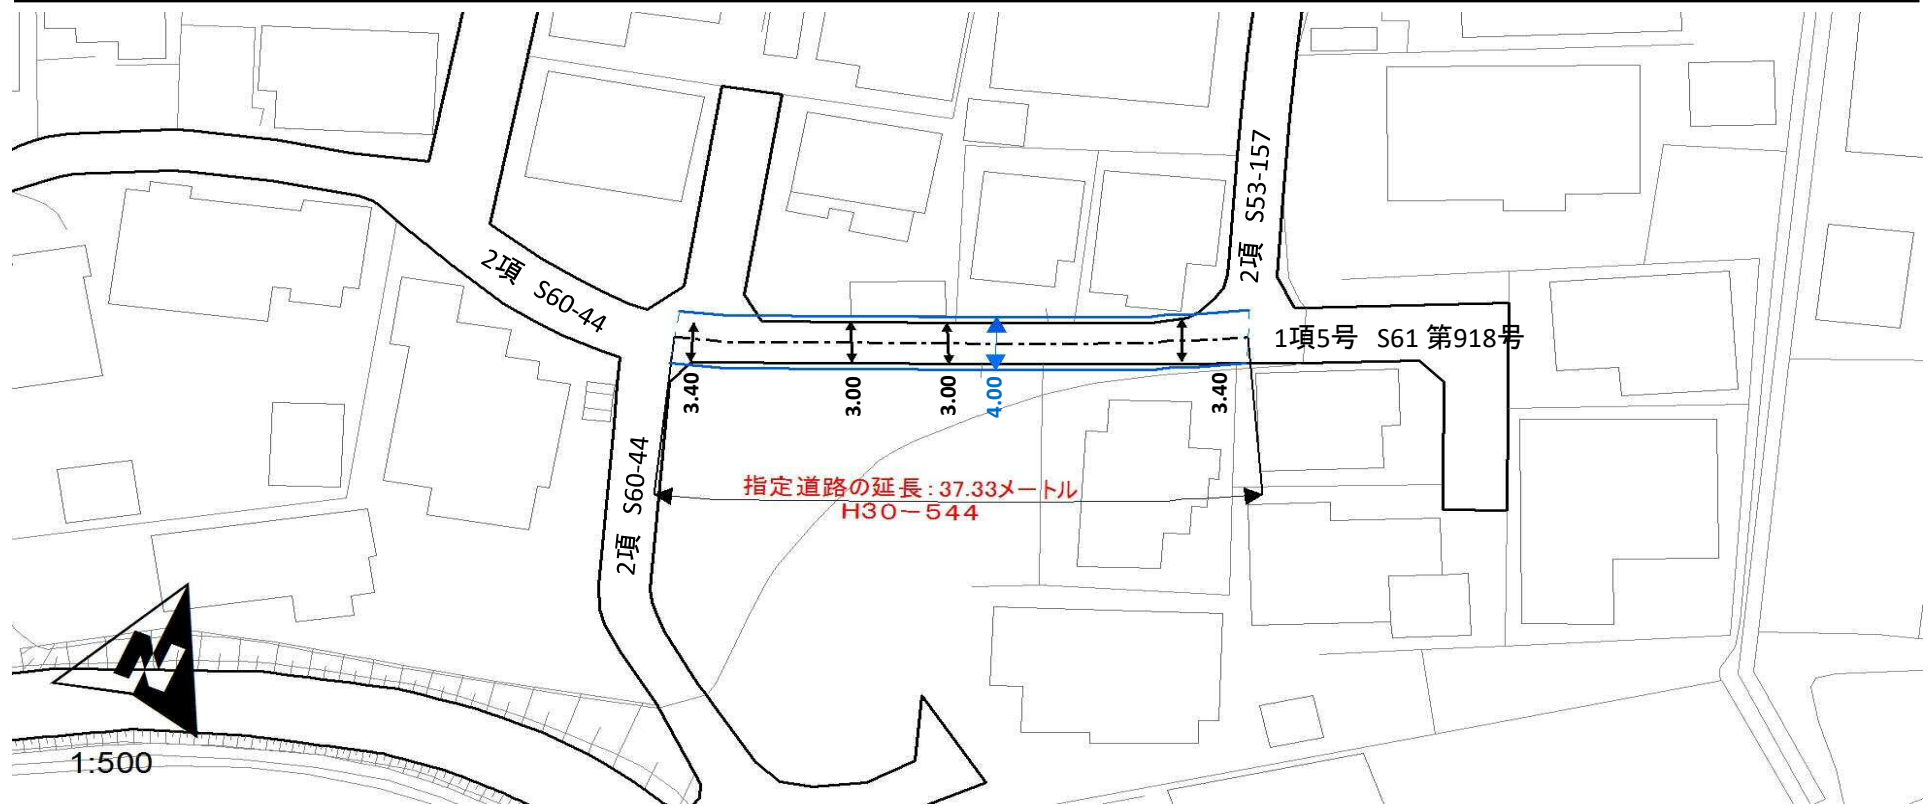 2項 S53-157
2項 S60-44
1項5号 S61 第918号
3.40
3.00
3.00
4.00
3.40
2項 S60-44
指定道路の延長:37.33メートル
H30-544
N
1:500